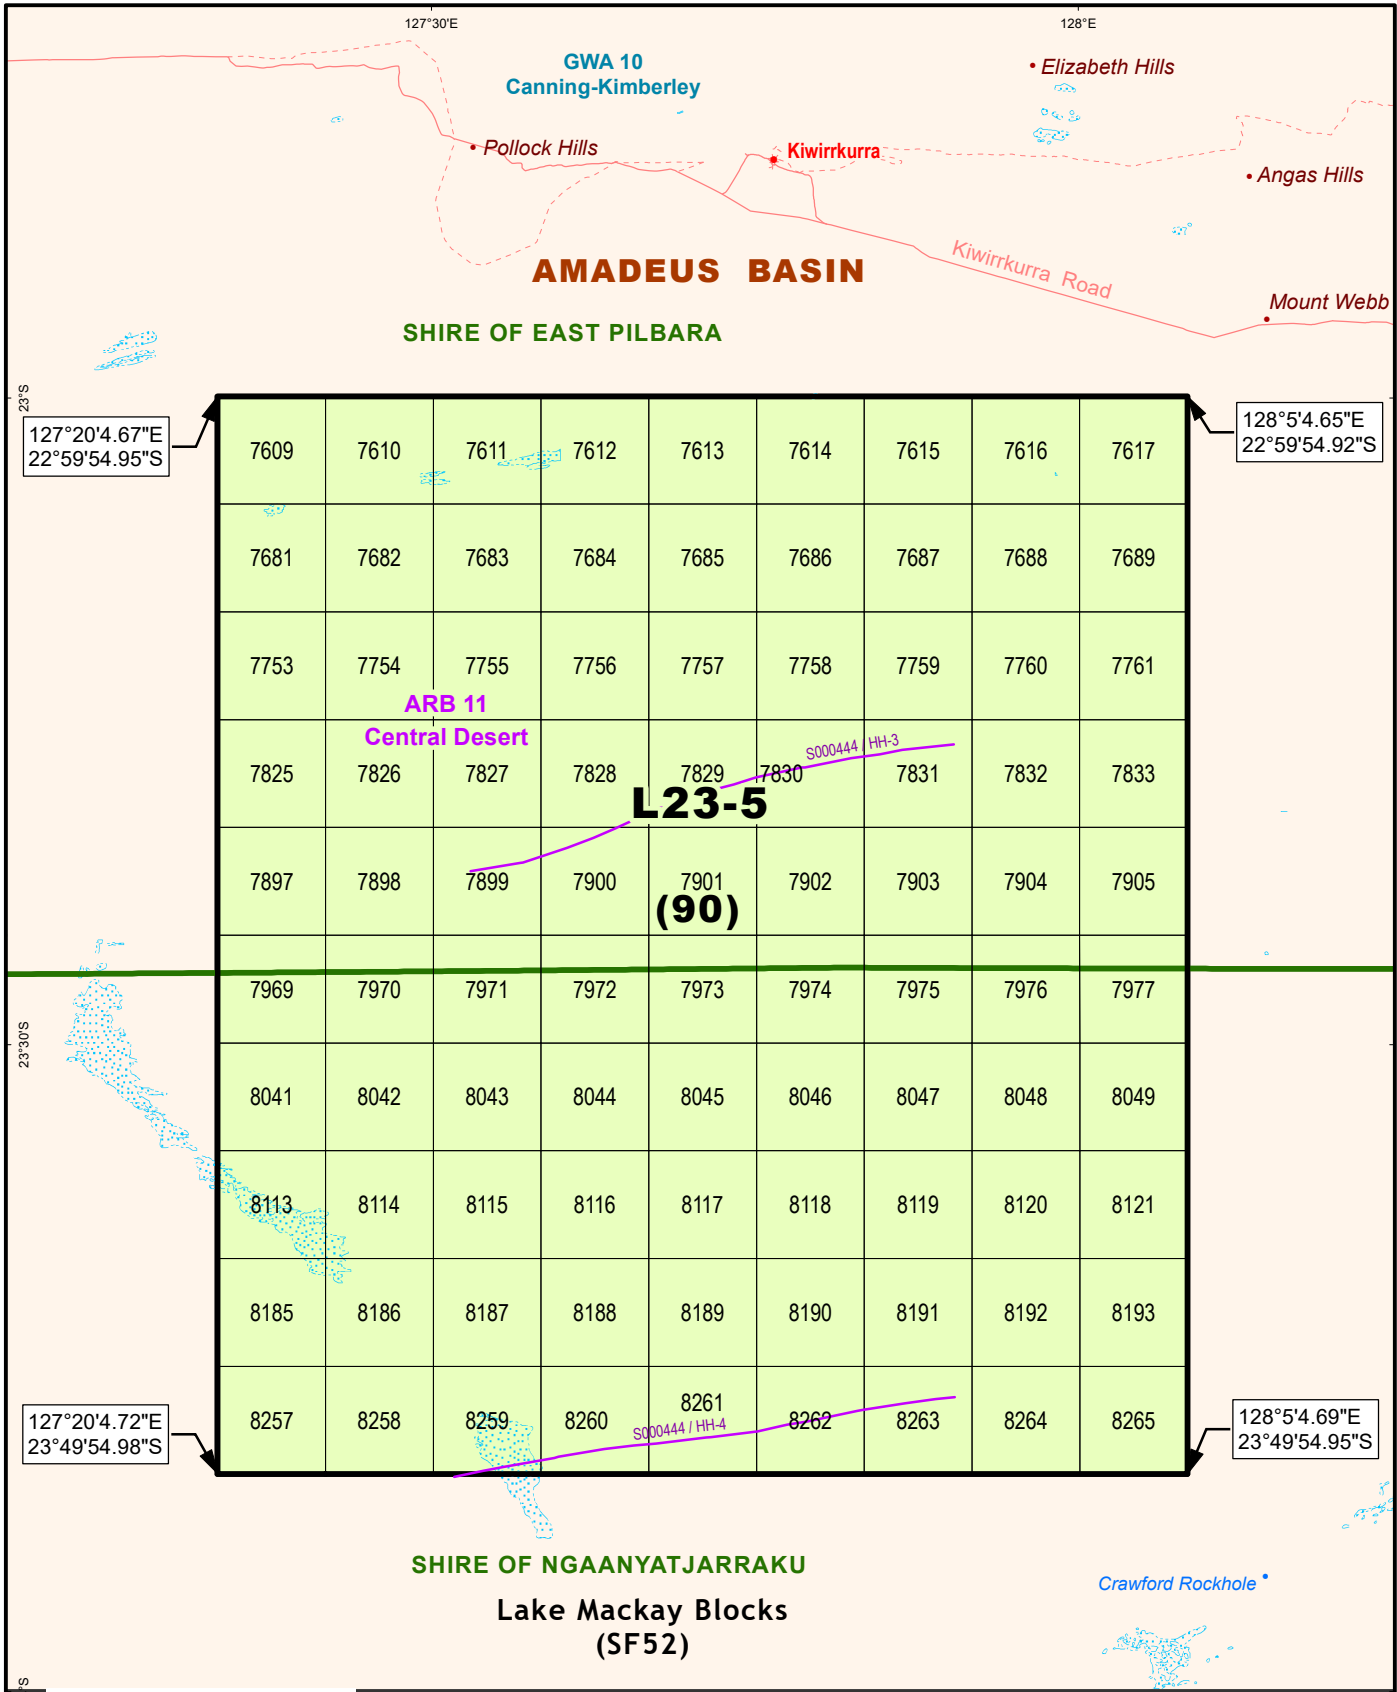 127°30'E
128°E
GWA 10
Canning-Kimberley
Elizabeth Hills
Pollock Hills
Kiwirrkurra
Angas Hills
Kiwirrkurra Road
AMADEUS BASIN
Mount Webb
SHIRE OF EAST PILBARA
23°S
127°20'4.67"E
22°59'54.95"S
128°5'4.65"E
22°59'54.92"S
7609 7610 7611 7612 7613 7614 7615 7616 7617
7681 7682 7683 7684 7685 7686 7687 7688 7689
7753 7754 7755 7756 7757 7758 7759 7760 7761
ARB 11
Central Desert
S000444 / HH-3
7825 7826 7827 7828 7829 7830 7831 7832 7833
L23-5
7897 7898 7899 7900 7901 7902 7903 7904 7905
(90)
7969 7970 7971 7972 7973 7974 7975 7976 7977
23°30'S
8041 8042 8043 8044 8045 8046 8047 8048 8049
8113 8114 8115 8116 8117 8118 8119 8120 8121
8185 8186 8187 8188 8189 8190 8191 8192 8193
8257 8258 8259 8260 8261 8262 8263 8264 8265
S000444 / HH-4
127°20'4.72"E
23°49'54.98"S
128°5'4.69"E
23°49'54.95"S
SHIRE OF NGAANYATJARRAKU
Crawford Rockhole
Lake Mackay Blocks
(SF52)